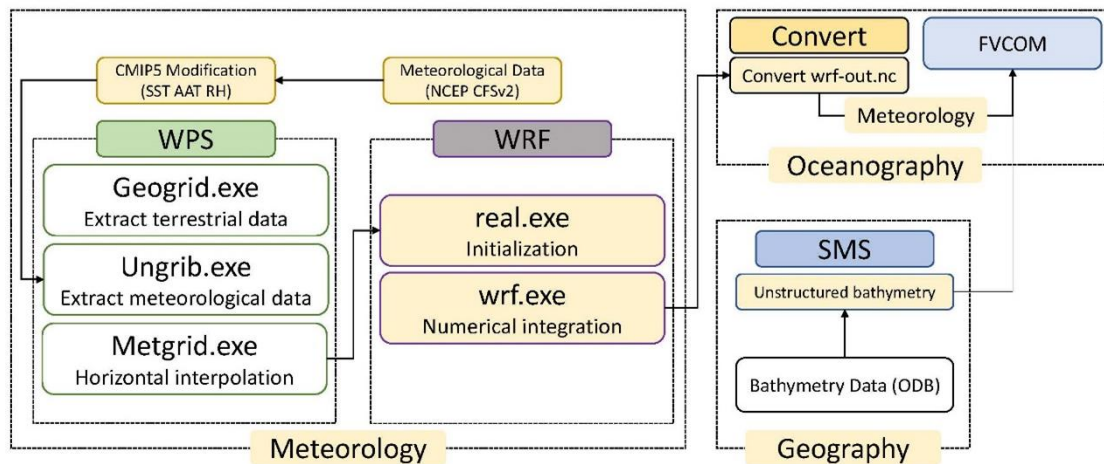 CMIP5 Modification
(SST AAT RH)
Meteorological Data
(NCEP CFSv2)
WPS
Geogrid.exe
Extract terrestrial data
Ungrib.exe
Extract meteorological data
Metgrid.exe
Horizontal interpolation
WRF
real.exe
Initialization
wrf.exe
Numerical integration
Meteorology
Convert
Convert wrf-out.nc
FVCOM
Meteorology
Oceanography
SMS
Unstructured bathymetry
Bathymetry Data (ODB)
Geography